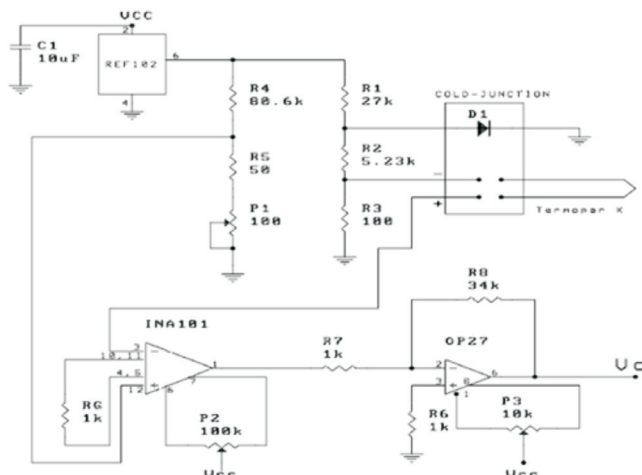 VCC
2
C1
10uF
REF102
6
4
R4
80.6k
R1
27k
COLD-JUNCTION
D1
R5
50
R2
5.23k
-
+
P1
100
R3
100
Termopar K
R8
34k
INA101
OP27
R7
1k
3
-
10,11
1
2
-
6
Vo
4,5
7
3
+
8
12
+
6
1
RG
1k
P2
100k
R6
1k
P3
10k
Vcc
Vcc